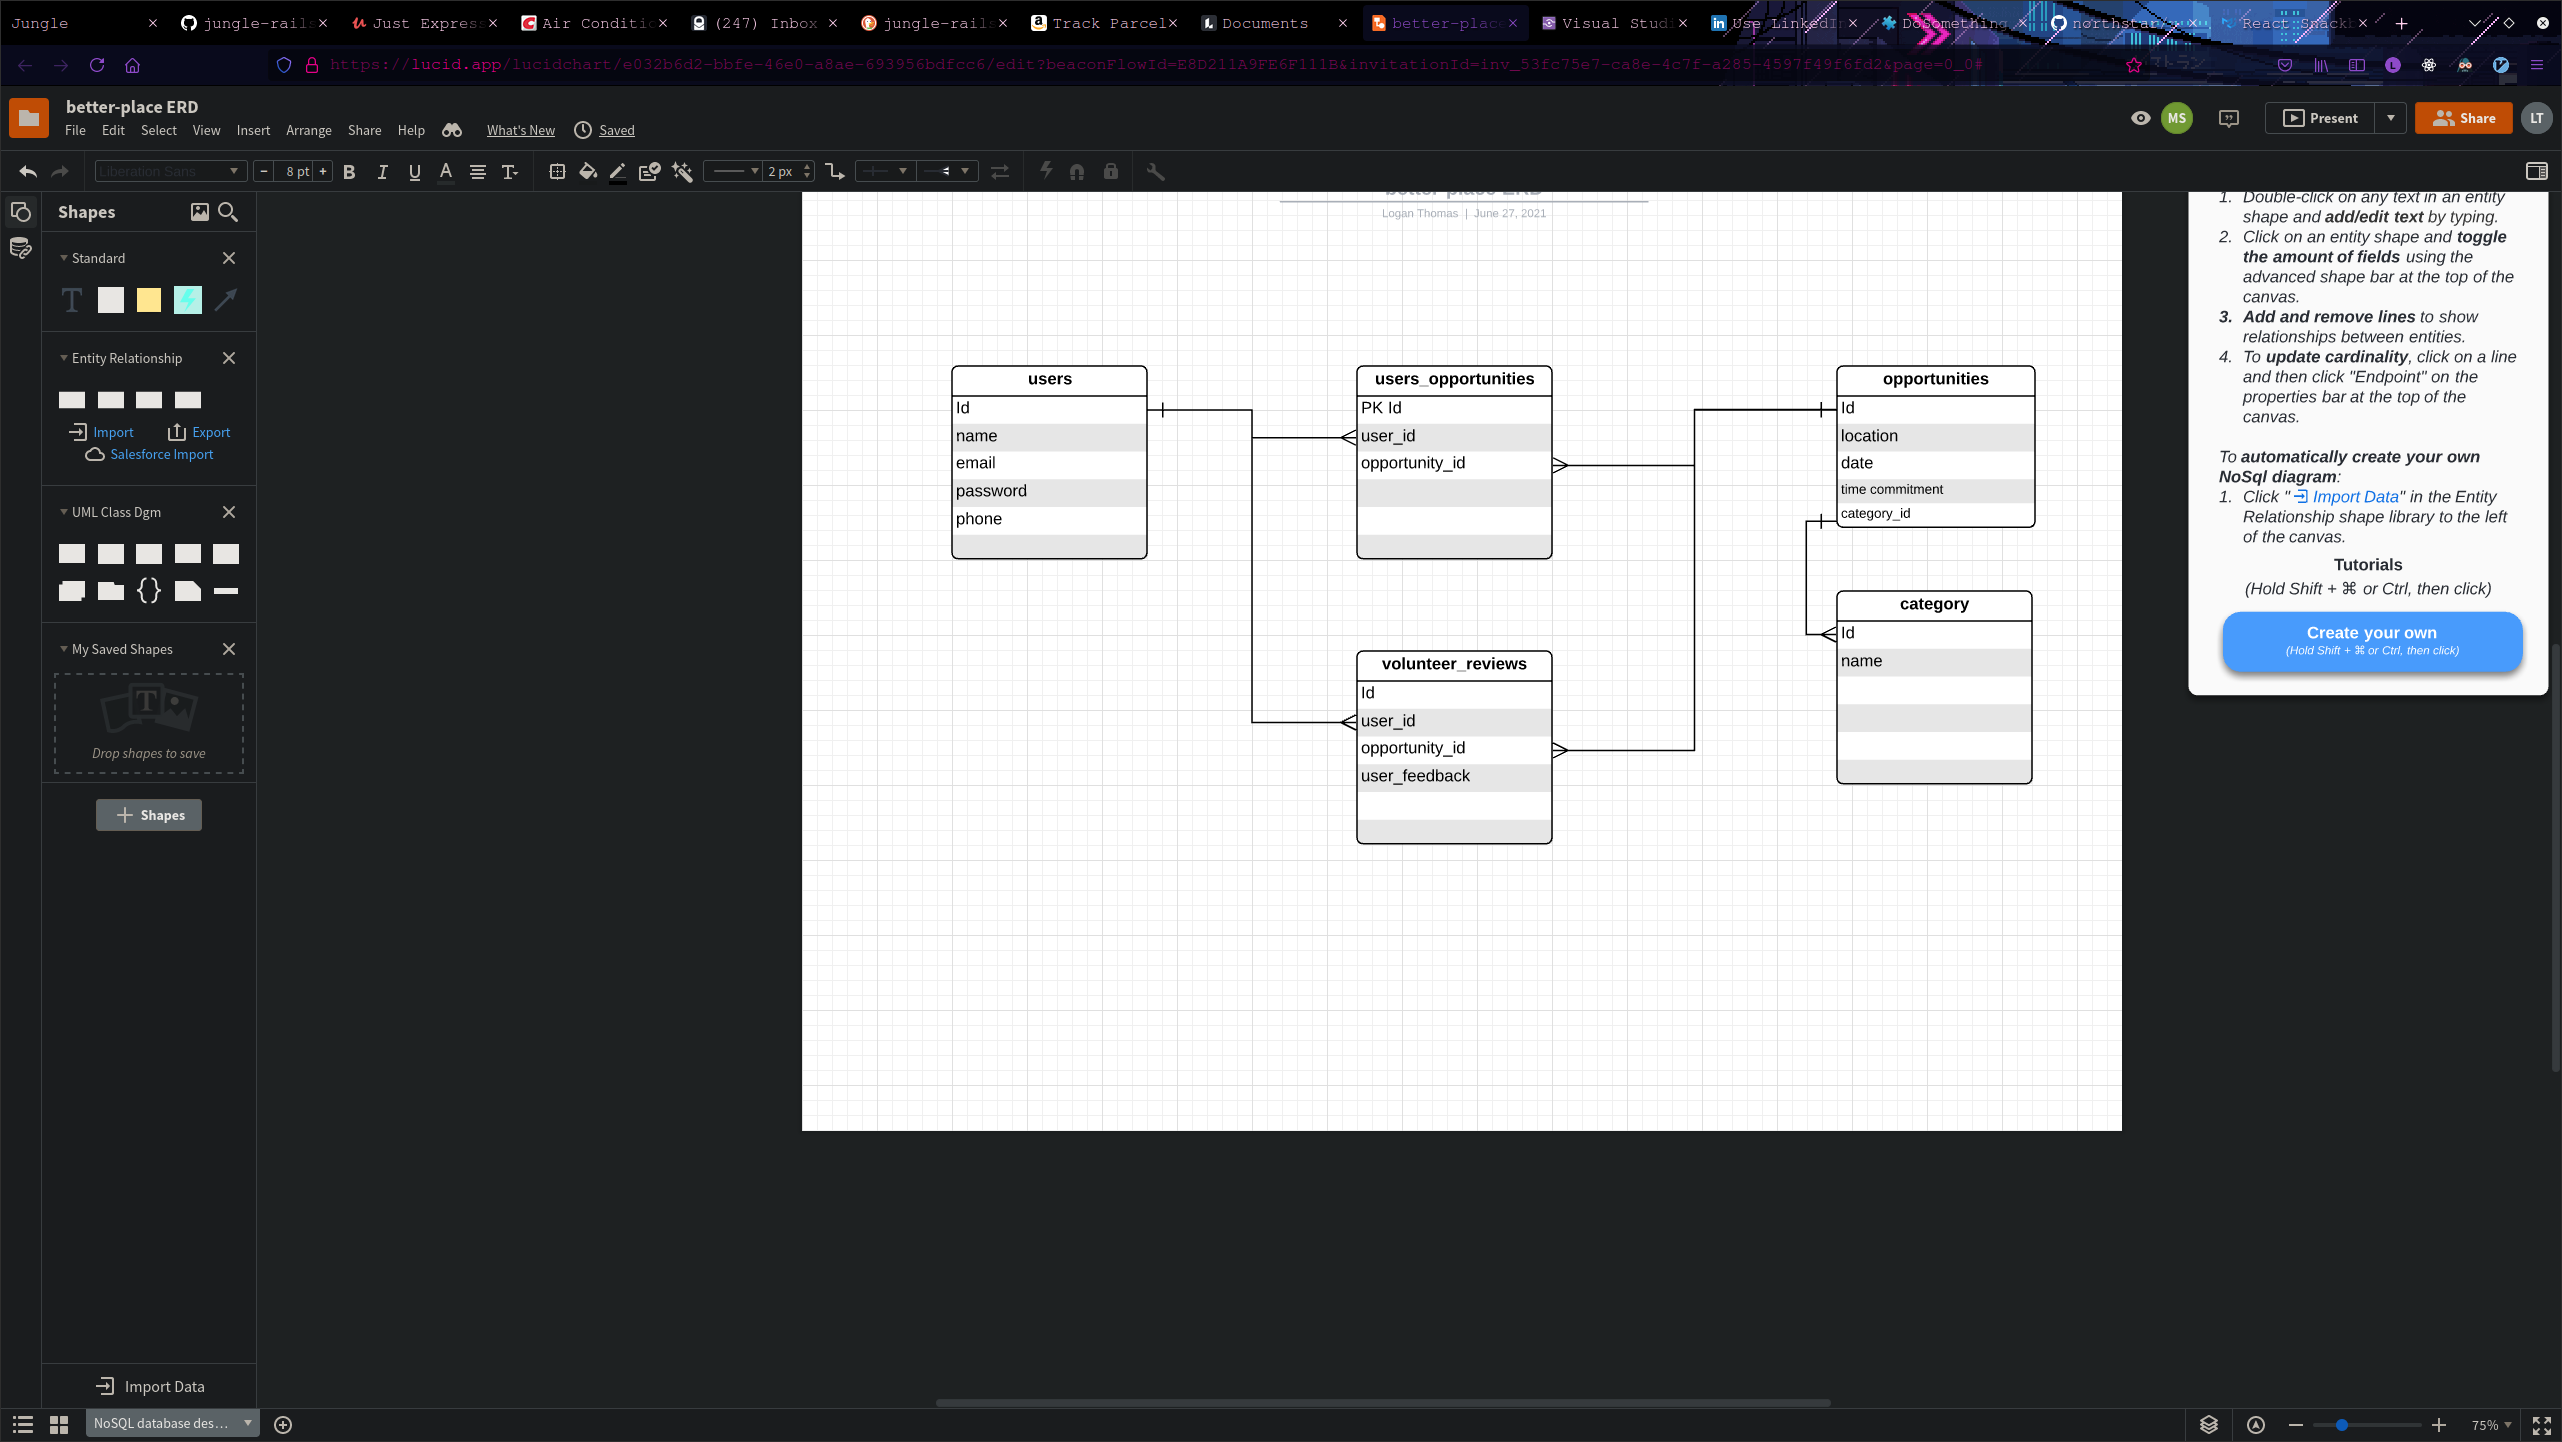 Jungle
jungle-rails
Just Express
Air Conditic
(247) Inbox
jungle-rails
Track Parcel
Documents
better-place
Visual Studi
Use LinkedIn
DoSomething
northstar/
React Snackb
https://lucid.app/lucidchart/e032b6d2-bbfe-46e0-a8ae-693956bdfcc6/edit?beaconFlowId=E8D211A9FE6F111B&invitationId=inv_53fc75e7-ca8e-4c7f-a285-4597f49f6fd2&page=0_0#
better-place ERD
File Edit Select View Insert Arrange Share Help What's New Saved
MS
Present
Share
LT
Liberation Sans
− 8 pt + B I U A T
2 px
Shapes
Standard
T
Entity Relationship
Import
Export
Salesforce Import
UML Class Dgm
{}
My Saved Shapes
T
Drop shapes to save
+ Shapes
Import Data
NoSQL database des...
75%
better-place ERD
Logan Thomas | June 27, 2021
users
Id
name
email
password
phone
users_opportunities
PK Id
user_id
opportunity_id
opportunities
Id
location
date
time commitment
category_id
volunteer_reviews
Id
user_id
opportunity_id
user_feedback
category
Id
name
1. Double-click on any text in an entity
shape and add/edit text by typing.
2. Click on an entity shape and toggle
the amount of fields using the
advanced shape bar at the top of the
canvas.
3. Add and remove lines to show
relationships between entities.
4. To update cardinality, click on a line
and then click "Endpoint" on the
properties bar at the top of the
canvas.
To automatically create your own
NoSql diagram:
1. Click " Import Data" in the Entity
Relationship shape library to the left
of the canvas.
Tutorials
(Hold Shift + ⌘ or Ctrl, then click)
Create your own
(Hold Shift + ⌘ or Ctrl, then click)